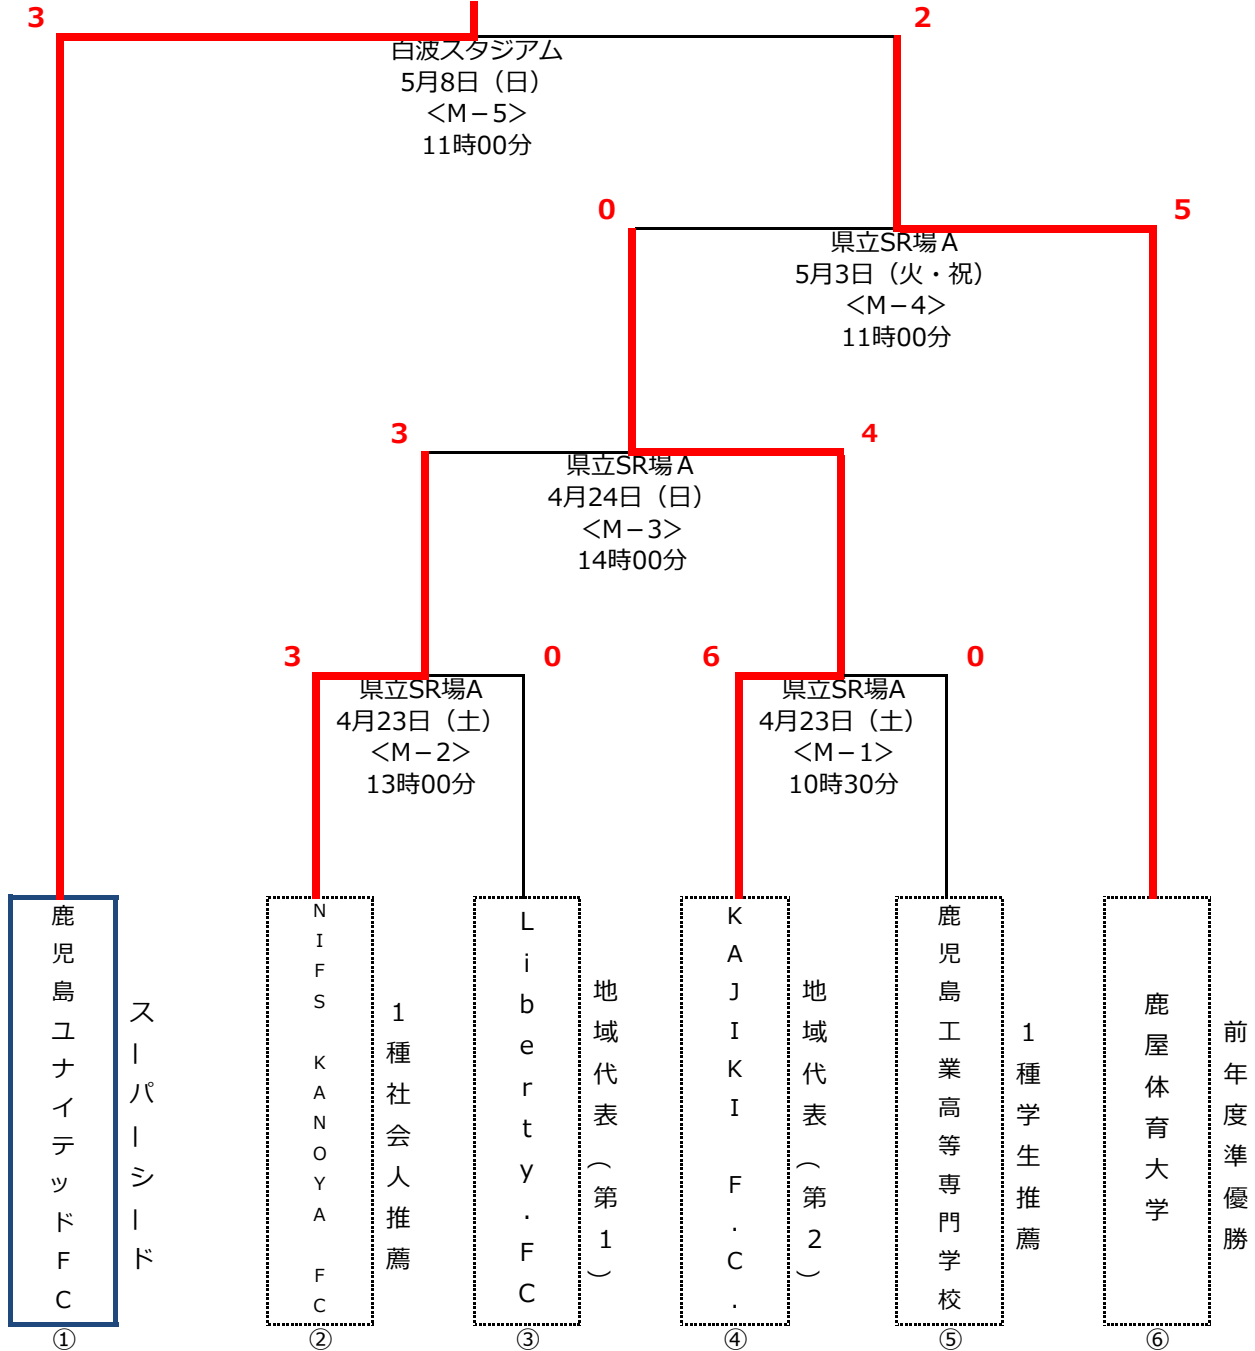 3
2
白波スタジアム
5月8日（日）
＜M－5＞
11時00分
0
5
県立SR場A
5月3日（火・祝）
＜M－4＞
11時00分
3
4
県立SR場A
4月24日（日）
＜M－3＞
14時00分
3
0
6
0
県立SR場A
4月23日（土）
＜M－2＞
13時00分
県立SR場A
4月23日（土）
＜M－1＞
10時30分
鹿児島ユナイテッドFC
スーパーシード
①
NIFS KANOYA FC
1種社会人推薦
②
Liberty.FC
地域代表（第1）
③
KAJIKI F.C.
地域代表（第2）
④
鹿児島工業高等専門学校
1種学生推薦
⑤
鹿屋体育大学
前年度準優勝
⑥